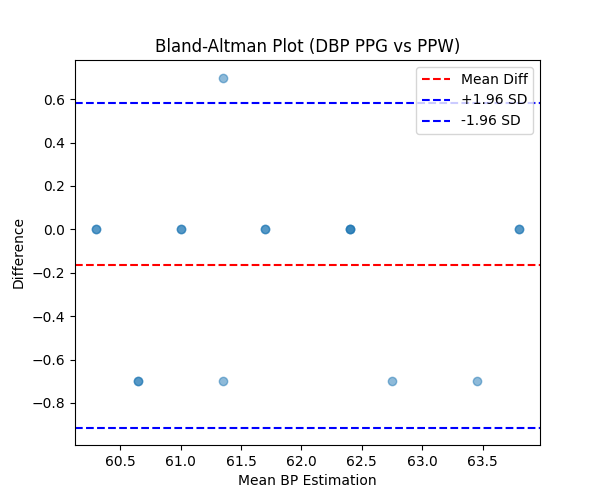 Bland-Altman Plot (DBP PPG vs PPW)
Mean Diff
+1.96 SD
-1.96 SD
0.6
0.4
0.2
0.0
−0.2
−0.4
−0.6
−0.8
Difference
60.5 61.0 61.5 62.0 62.5 63.0 63.5
Mean BP Estimation